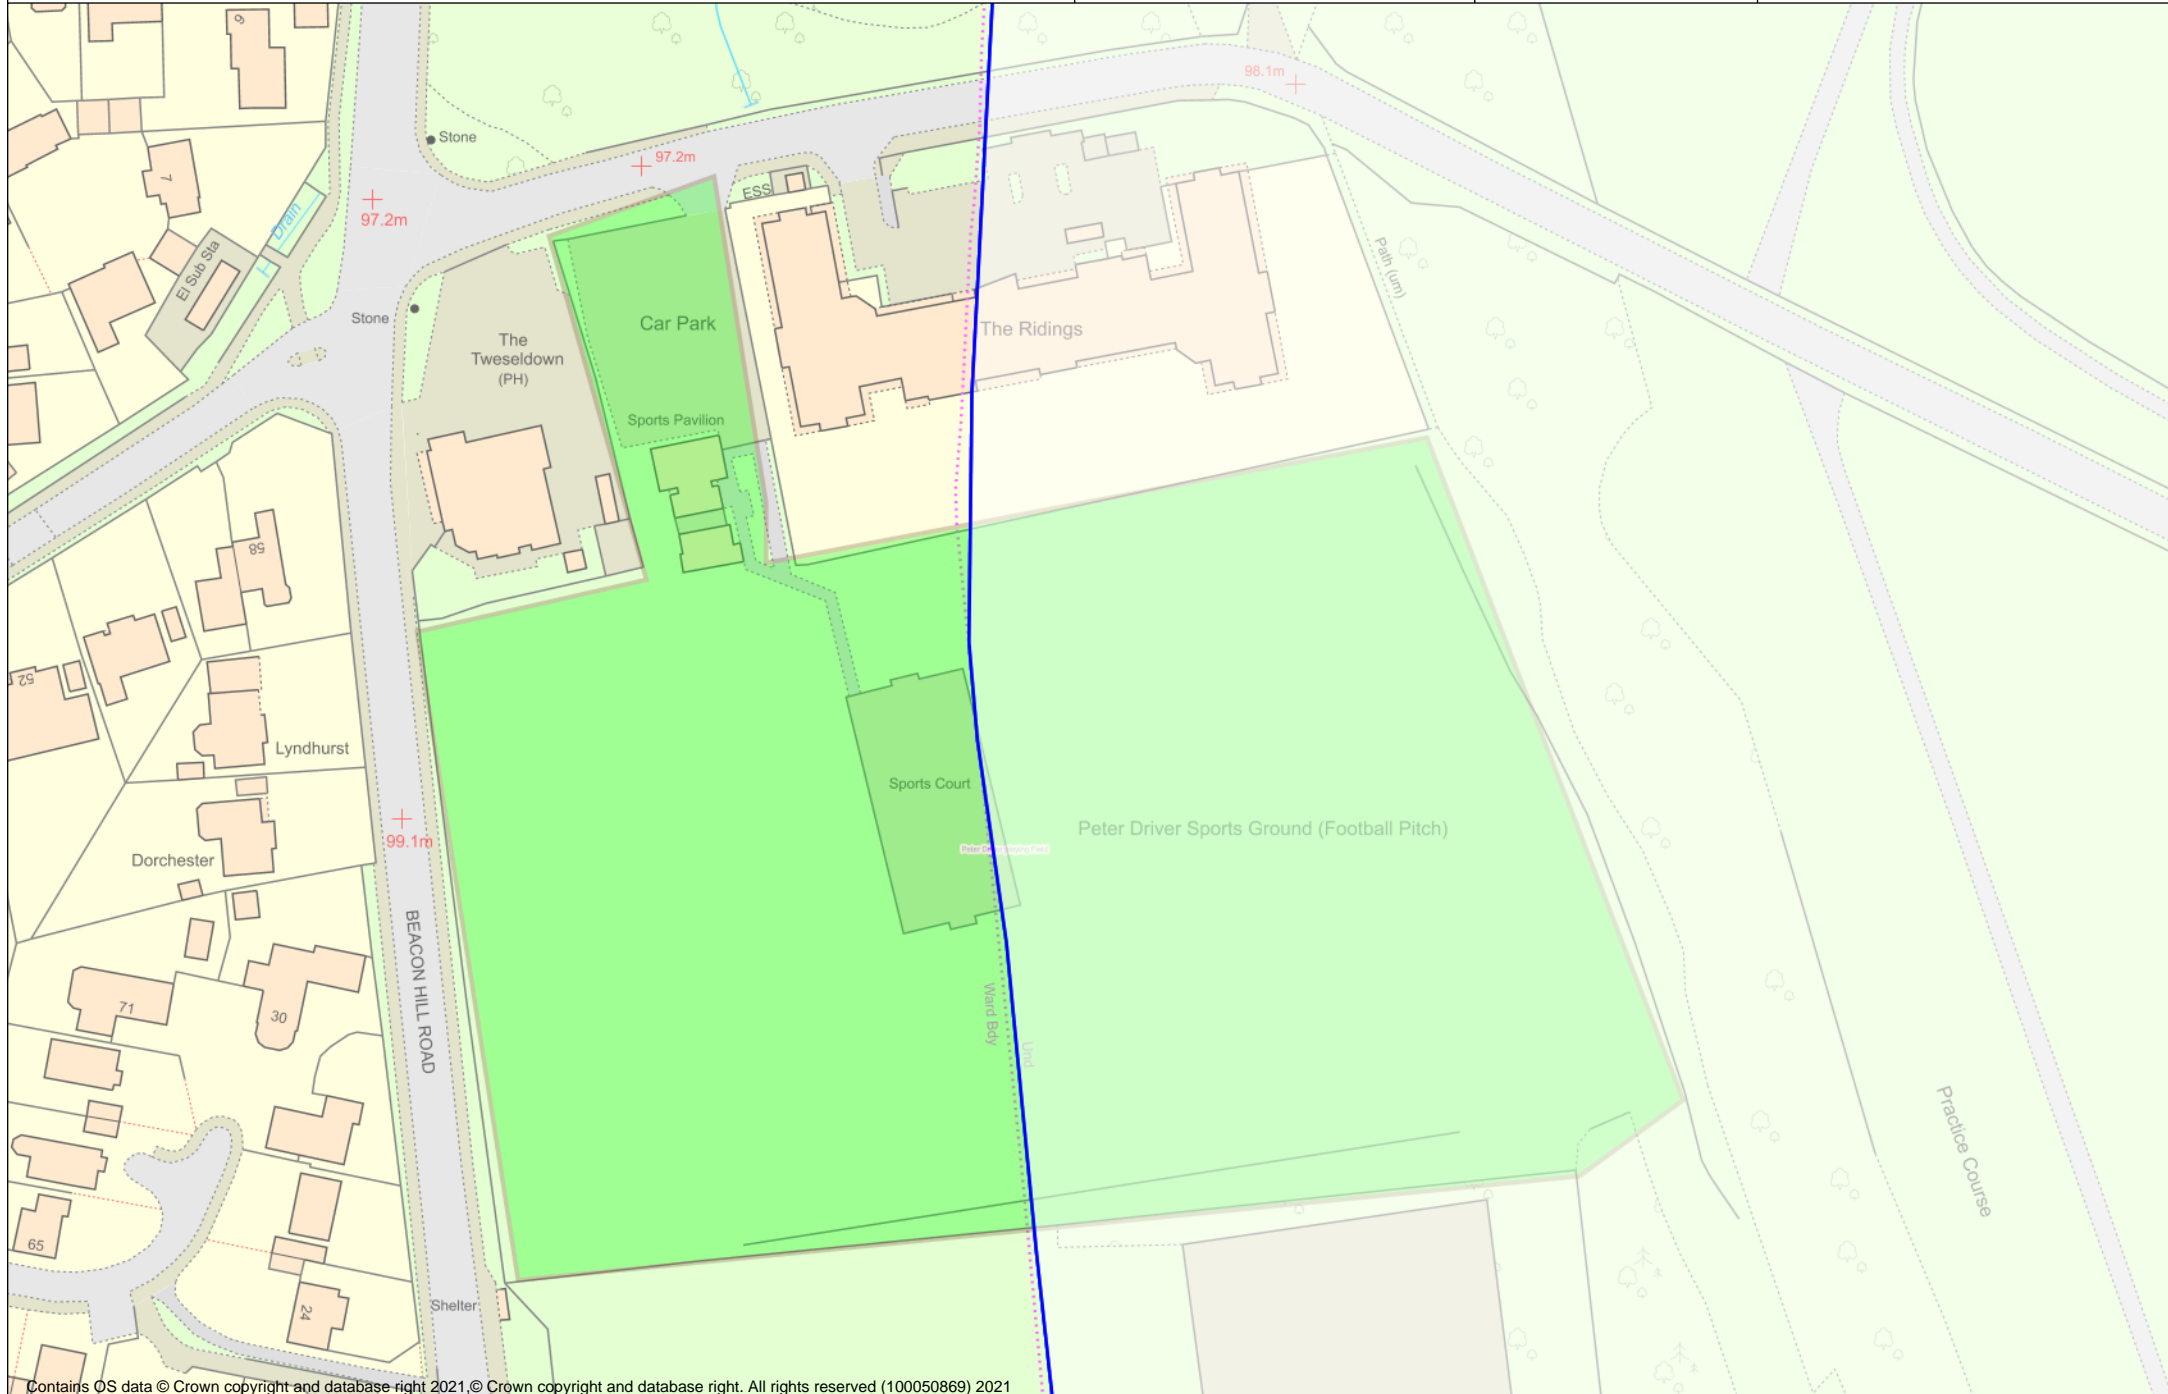 9
Stone
98.1m
97.2m
7
ESS
Drain
97.2m
El Sub Sta
Path (um)
Stone
Car Park
The Ridings
The
Tweseldown
(PH)
Sports Pavilion
58
52
Lyndhurst
Sports Court
Peter Driver Sports Ground (Football Pitch)
99.1m
Dorchester
BEACON HILL ROAD
71
30
Ward Bdy
Und
Practice Course
65
24
Shelter
Contains OS data © Crown copyright and database right 2021,© Crown copyright and database right. All rights reserved (100050869) 2021